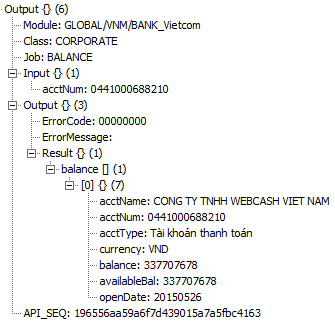 Output {} (6)
Module: GLOBAL/VNM/BANK_Vietcom
Class: CORPORATE
Job: BALANCE
Input {} (1)
acctNum: 0441000688210
Output {} (3)
ErrorCode: 00000000
ErrorMessage:
Result {} (1)
balance [] (1)
[0] {} (7)
acctName: CONG TY TNHH WEBCASH VIET NAM
acctNum: 0441000688210
acctType: Tài khoản thanh toán
currency: VND
balance: 337707678
availableBal: 337707678
openDate: 20150526
API_SEQ: 196556aa59a6f7d439015a7a5fbc4163